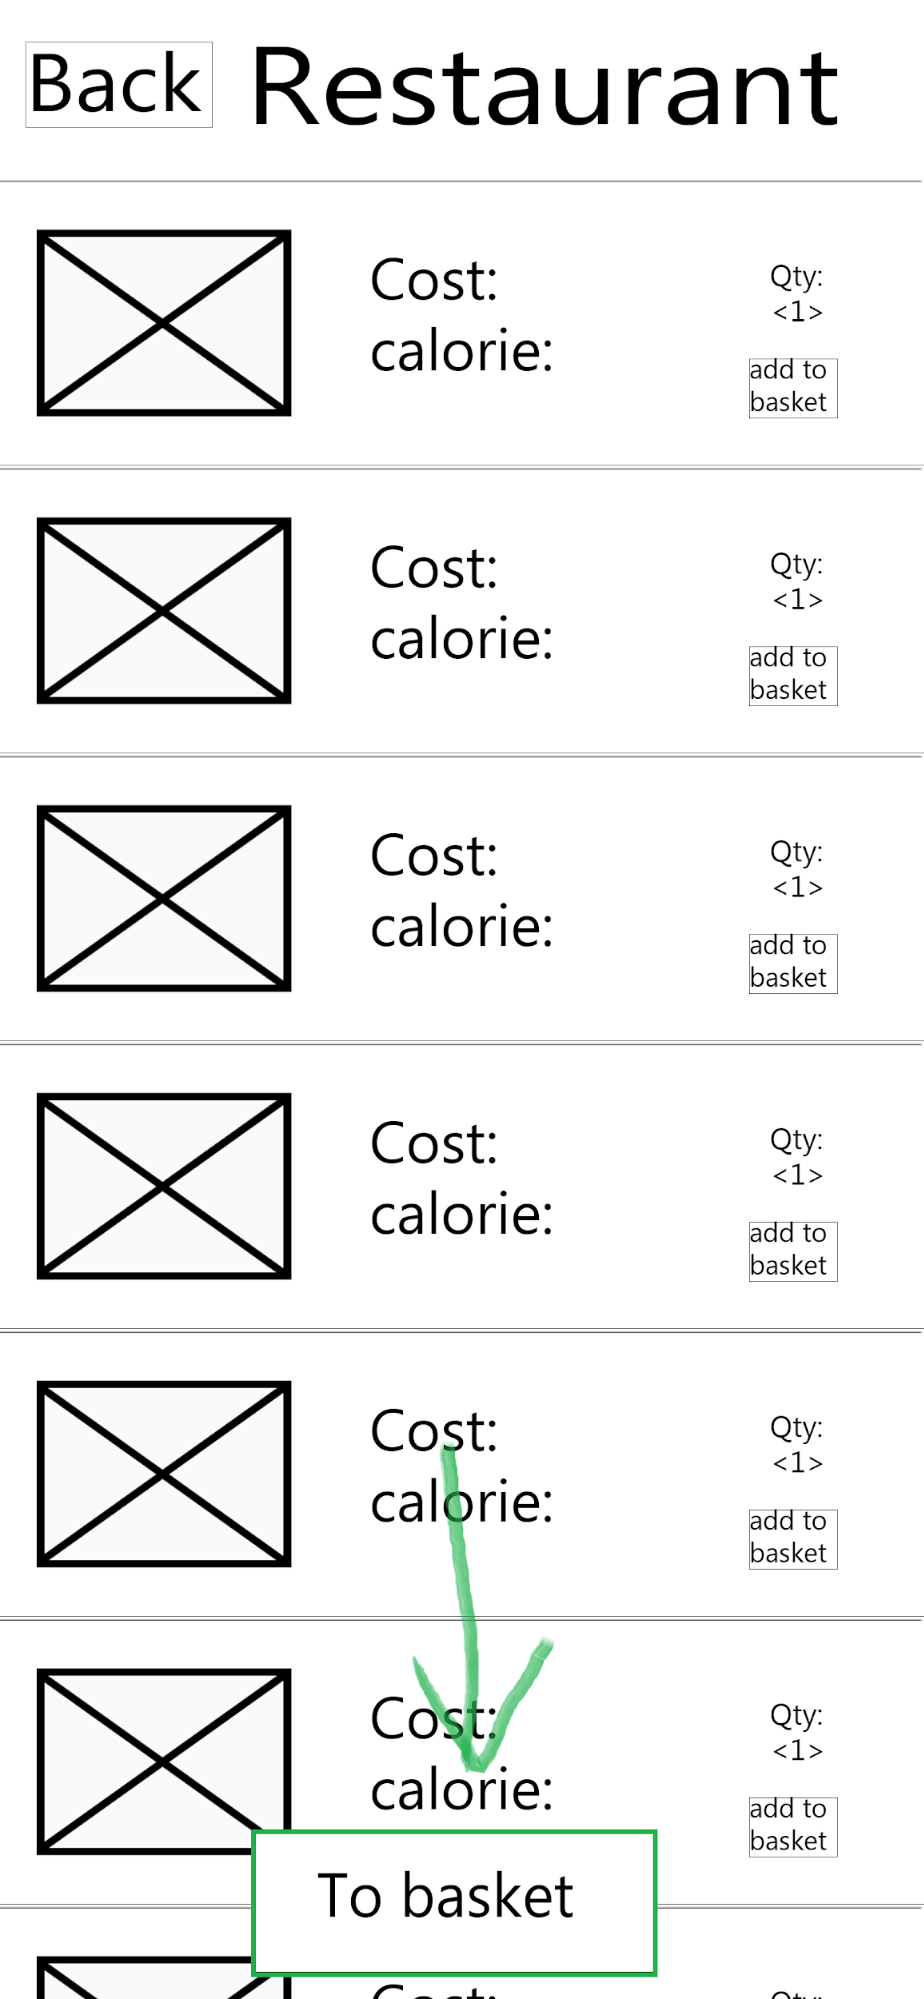 Back Restaurant
Cost:
calorie:
Qty:
<1>
add to
basket
Cost:
calorie:
Qty:
<1>
add to
basket
Cost:
calorie:
Qty:
<1>
add to
basket
Cost:
calorie:
Qty:
<1>
add to
basket
Cost:
calorie:
Qty:
<1>
add to
basket
Cost:
calorie:
Qty:
<1>
add to
basket
To basket